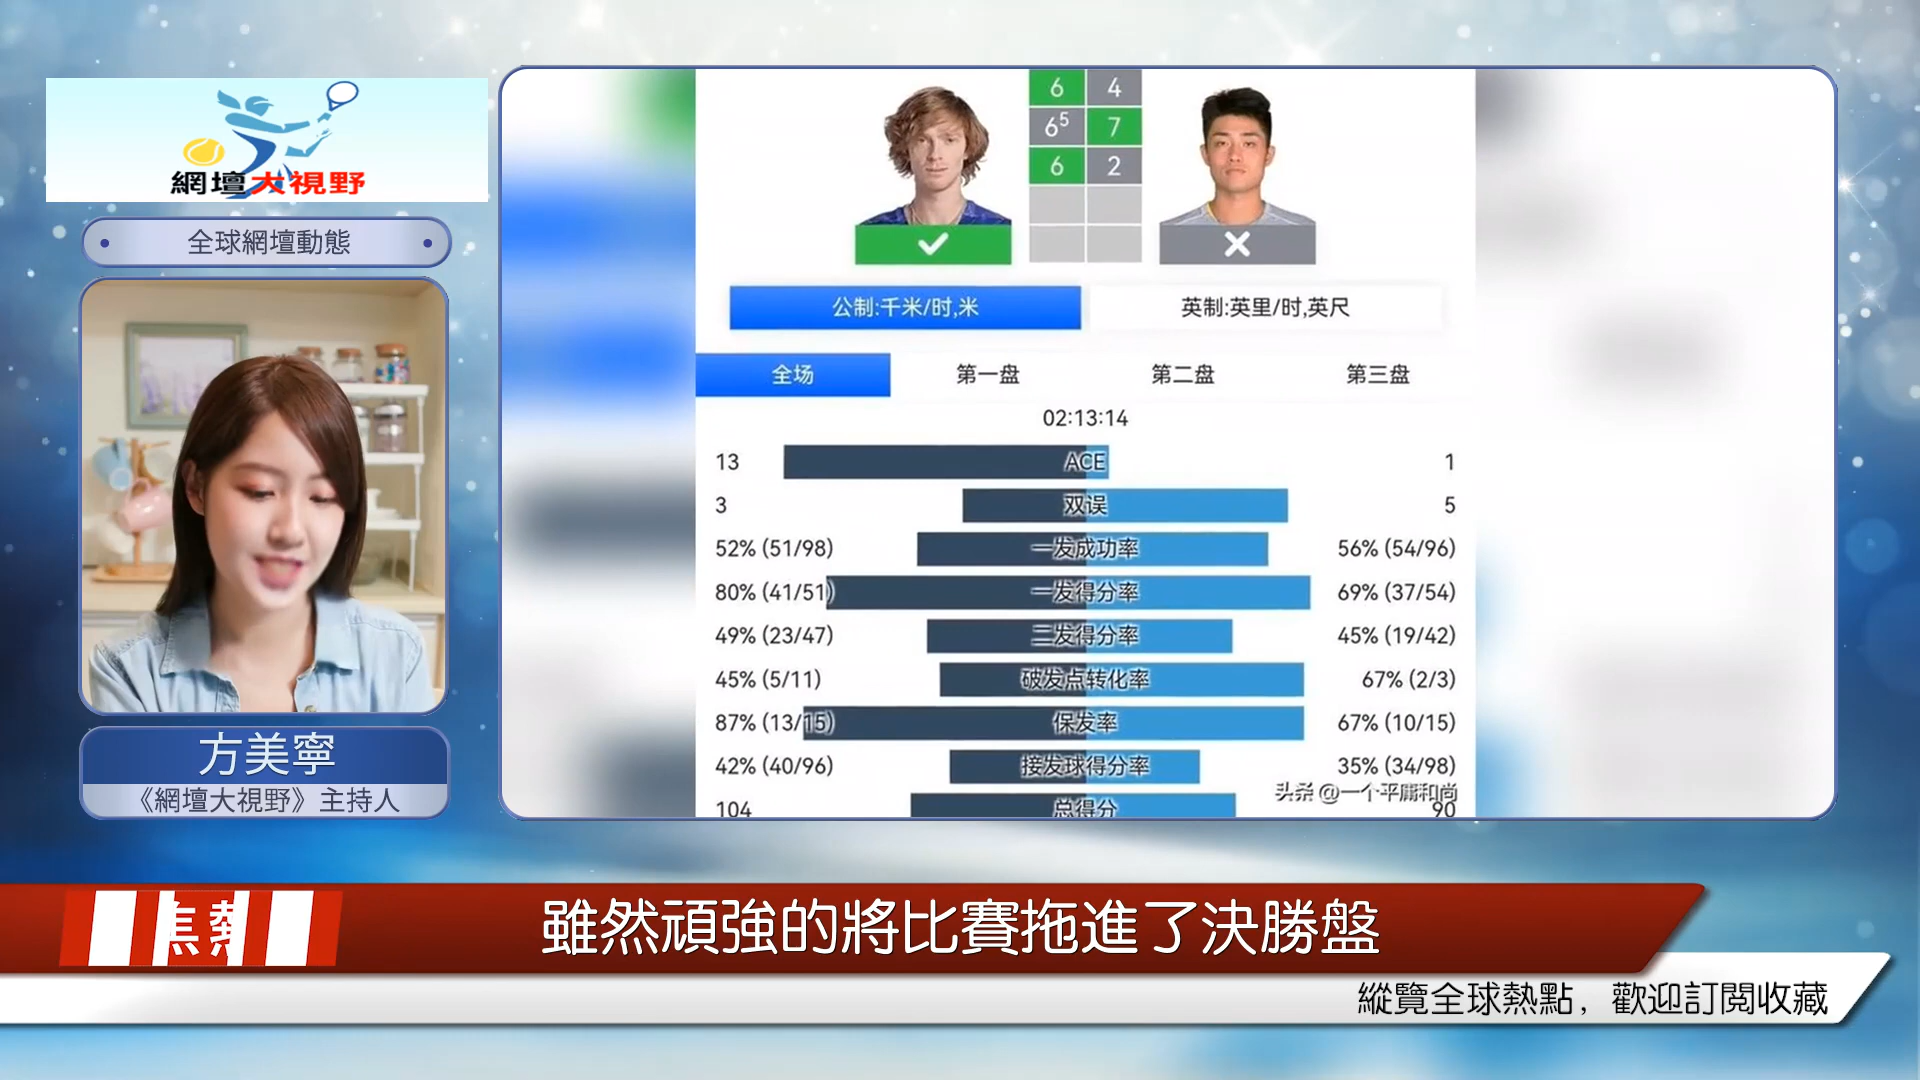 網壇大視野
全球網壇動態
方美寧
《網壇大視野》主持人
6 4
6⁵ 7
6 2
公制:千米/时,米 英制:英里/时,英尺
全场 第一盘 第二盘 第三盘
02:13:14
13 ACE 1
3 双误 5
52% (51/98) 一发成功率 56% (54/96)
80% (41/51) 一发得分率 69% (37/54)
49% (23/47) 二发得分率 45% (19/42)
45% (5/11) 破发点转化率 67% (2/3)
87% (13/15) 保发率 67% (10/15)
42% (40/96) 接发球得分率 35% (34/98)
头条 @一个平庸和尚
104 总得分 90
雖然頑強的將比賽拖進了決勝盤
縱覽全球熱點，歡迎訂閱收藏